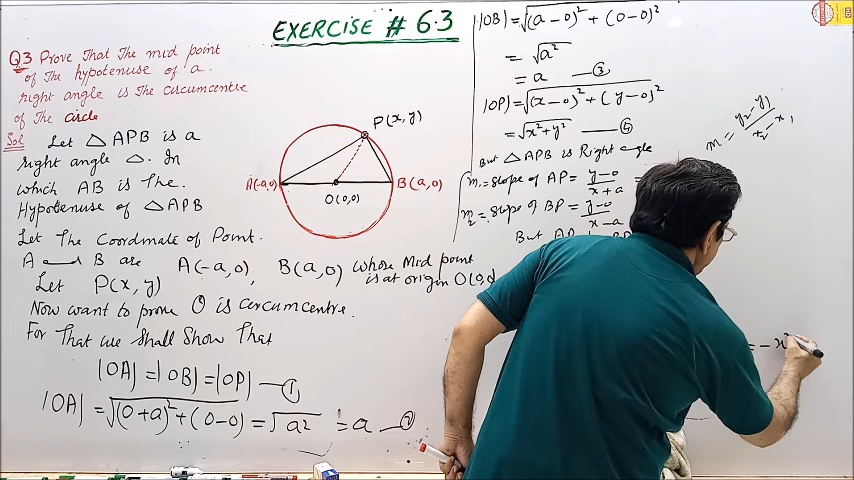 EXERCISE # 6.3
Q3 Prove That The mid point
of The hypotenuse of a
right angle is The circumcentre
of The circle
Sol Let △APB is a
right angle △. In
which AB is The.
Hypotenuse of △APB
Let The Coordinate of Point.
A and B are A(-a,0), B(a,0) whose Mid point
is at origin O(0,0)
Let P(x,y)
Now want to prove O is circumcentre.
For That we Shall Show That
|OA| = |OB| = |OP| — ①
|OA| = √(0+a)²+(0-0) = √a² = a — ②
P(x,y)
A(-a,0)
B(a,0)
O(0,0)
|OB| = √(a-0)² + (0-0)²
= √a²
= a — ③
|OP| = √(x-0)² + (y-0)²
= √x²+y² — ④
But △APB is Right angle
m₁ = slope of AP = y-0/x+a =
m₂ = slope of BP = y-0/x-a
But AP
= -x²
m = y₂-y₁/x₂-x₁